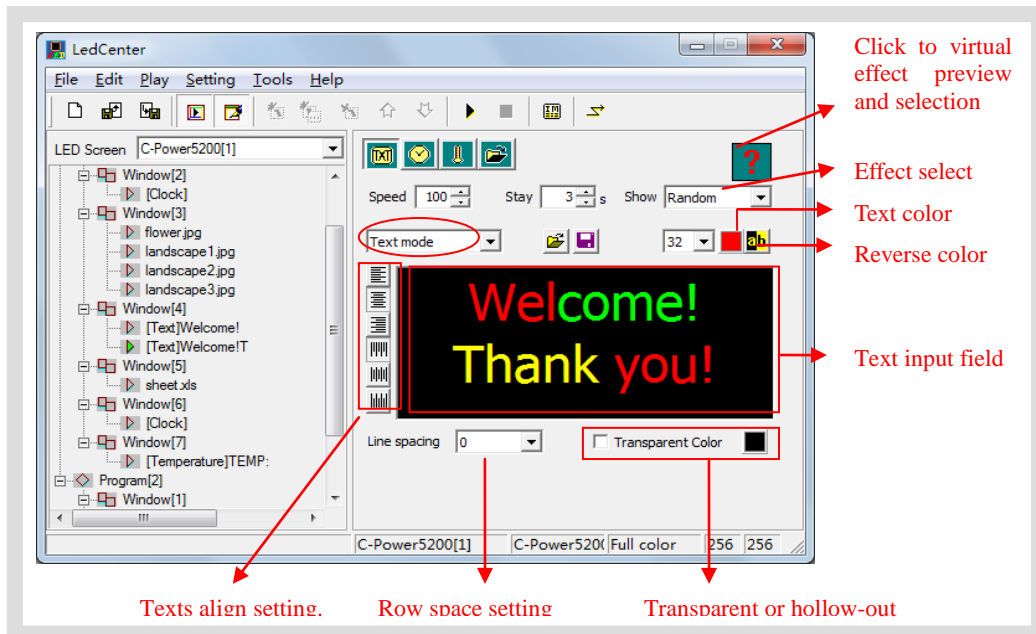 LedCenter
File Edit Play Setting Tools Help
LED Screen C-Power5200[1]
Window[2]
[Clock]
Window[3]
flower.jpg
landscape1.jpg
landscape2.jpg
landscape3.jpg
Window[4]
[Text]Welcome!
[Text]Welcome!T
Window[5]
sheet.xls
Window[6]
[Clock]
Window[7]
[Temperature]TEMP:
Program[2]
Window[1]
TXT
?
Speed 100 Stay 3 s Show Random
Text mode 32 ab
Welcome!
Thank you!
Line spacing 0 Transparent Color
C-Power5200[1] C-Power520( Full color 256 256
Click to virtual
effect preview
and selection
Effect select
Text color
Reverse color
Text input field
Texts align setting.
Row space setting
Transparent or hollow-out